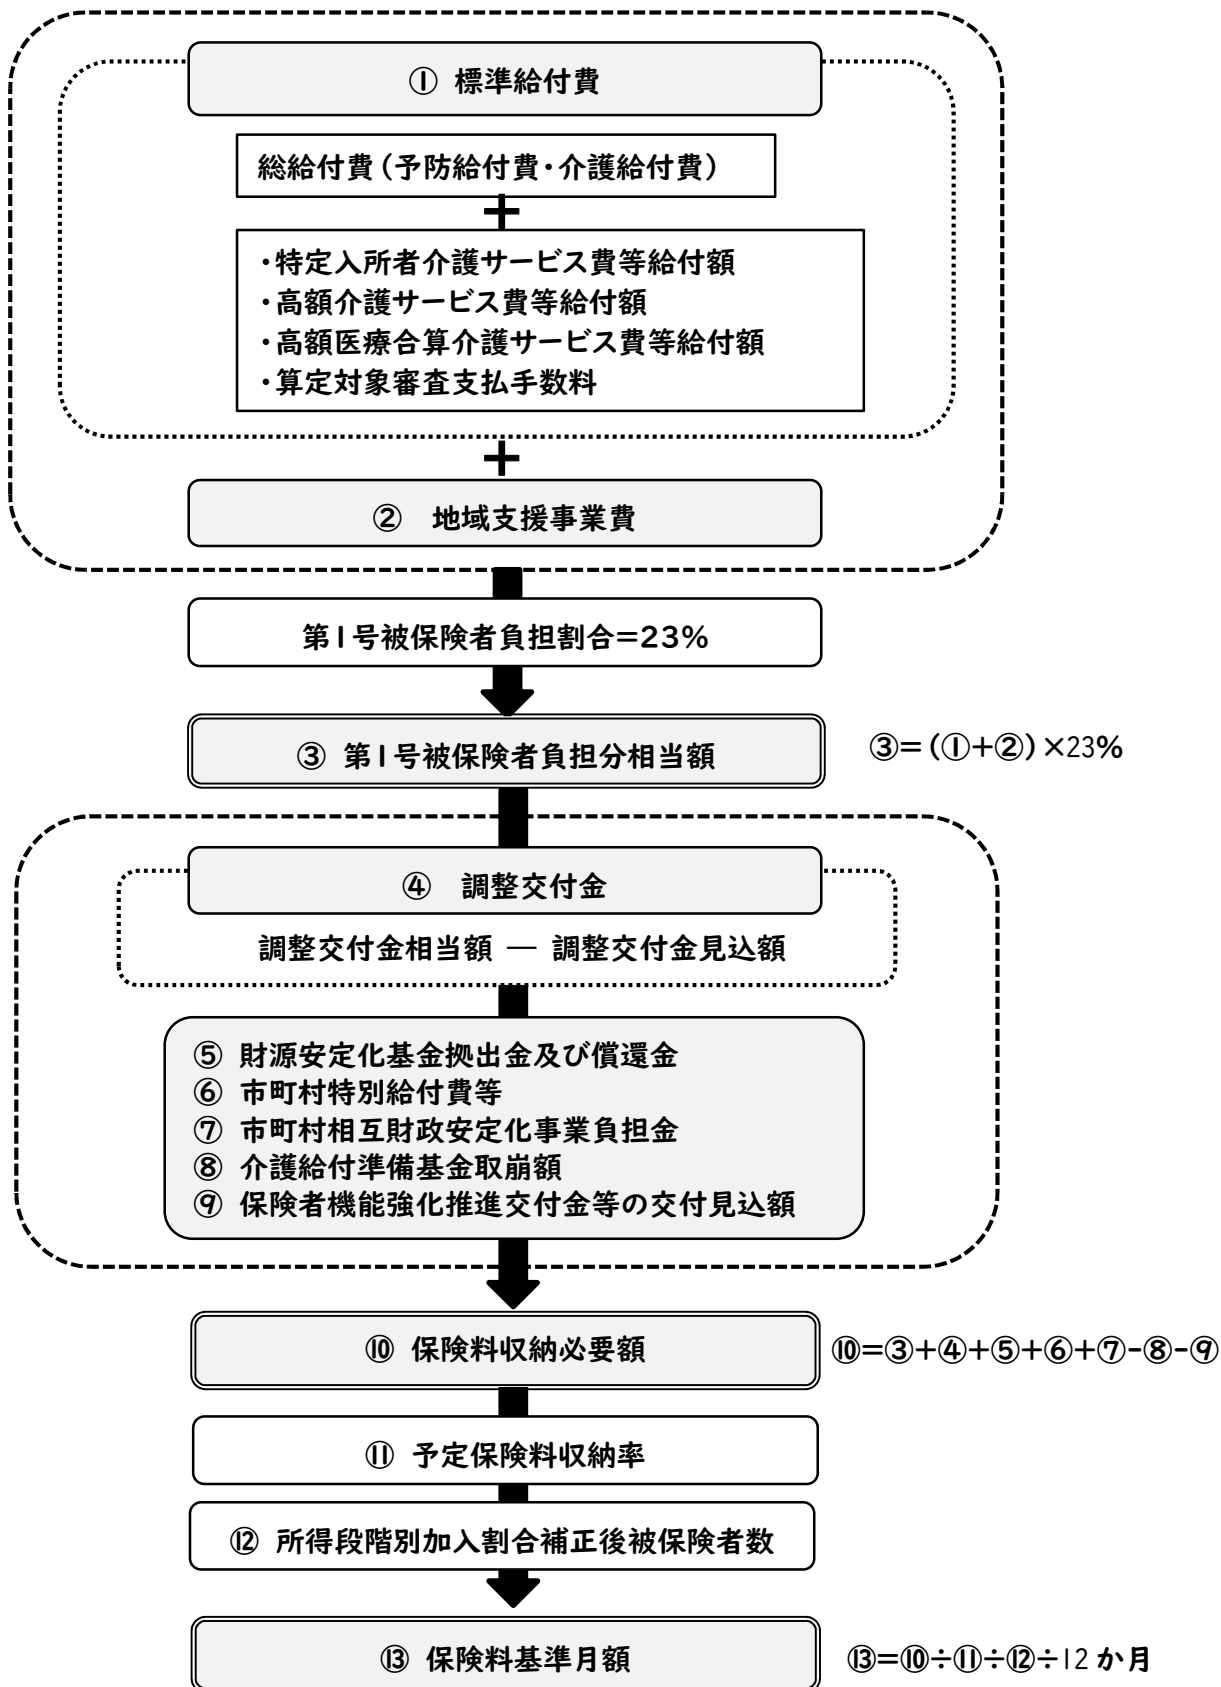 ① 標準給付費
総給付費（予防給付費・介護給付費）
＋
・特定入所者介護サービス費等給付額
・高額介護サービス費等給付額
・高額医療合算介護サービス費等給付額
・算定対象審査支払手数料
＋
② 地域支援事業費
第1号被保険者負担割合＝23％
③ 第1号被保険者負担分相当額
③＝（①＋②）×23％
④ 調整交付金
調整交付金相当額 － 調整交付金見込額
⑤ 財源安定化基金拠出金及び償還金
⑥ 市町村特別給付費等
⑦ 市町村相互財政安定化事業負担金
⑧ 介護給付準備基金取崩額
⑨ 保険者機能強化推進交付金等の交付見込額
⑩ 保険料収納必要額
⑩＝③＋④＋⑤＋⑥＋⑦－⑧－⑨
⑪ 予定保険料収納率
⑫ 所得段階別加入割合補正後被保険者数
⑬ 保険料基準月額
⑬＝⑩÷⑪÷⑫÷12か月